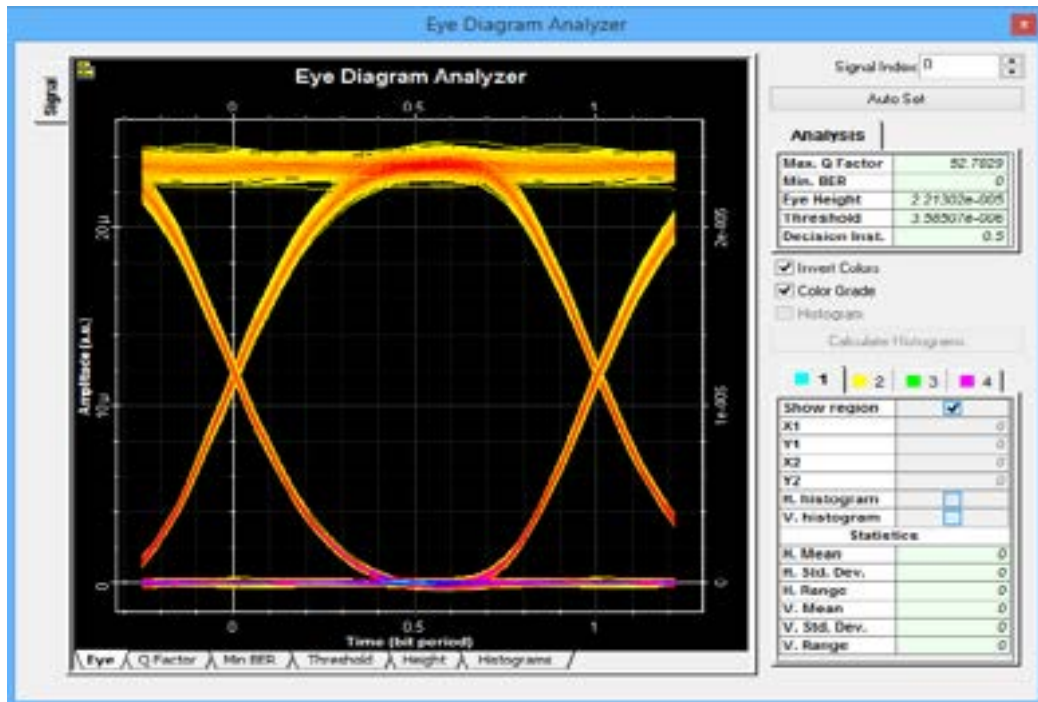 Eye Diagram Analyzer
x
Signal
Eye Diagram Analyzer
0 0.5 1
Amplitude (a.u.)
20 µ
10 µ
0
2e-005
1e-005
0
0 0.5 1
Time (bit period)
Eye Q Factor Min BER Threshold Height Histograms
Signal Index 0
Auto Set
Analysis
Max. Q Factor 52.7829
Min. BER 0
Eye Height 2.21302e-005
Threshold 3.58507e-006
Decision Inst. 0.5
Invert Colors
Color Grade
Histogram
Calculate Histograms
1 2 3 4
Show region
X1 0
Y1 0
X2 0
Y2 0
H. histogram
V. histogram
Statistics
H. Mean 0
H. Std. Dev. 0
H. Range 0
V. Mean 0
V. Std. Dev. 0
V. Range 0